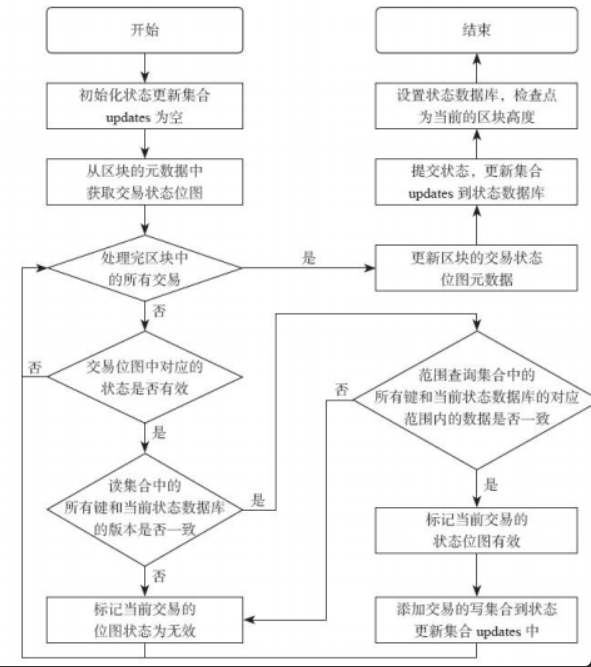 开始
初始化状态更新集合
updates 为空
从区块的元数据中
获取交易状态位图
处理完区块中
的所有交易
是
否
交易位图中对应的
状态是否有效
否
是
读集合中的
所有键和当前状态数据库
的版本是否一致
是
否
标记当前交易的
位图状态为无效
结束
设置状态数据库，检查点
为当前的区块高度
提交状态，更新集合
updates 到状态数据库
更新区块的交易状态
位图元数据
范围查询集合中的
所有键和当前状态数据库的对应
范围内的数据是否一致
否
是
标记当前交易的
状态位图有效
添加交易的写集合到状态
更新集合 updates 中